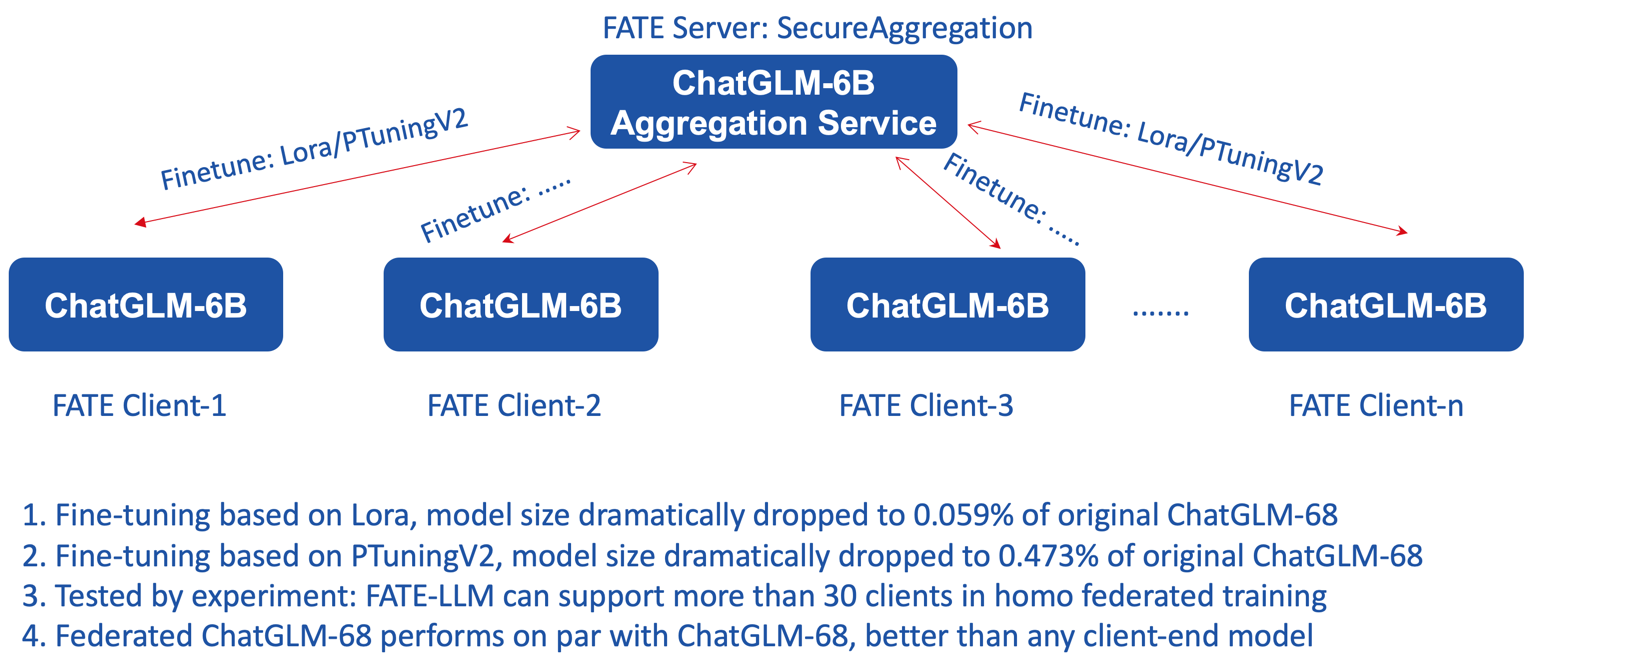 FATE Server: SecureAggregation
ChatGLM-6B
Aggregation Service
Finetune: Lora/PTuningV2
Finetune: .....
Finetune: .....
Finetune: Lora/PTuningV2
ChatGLM-6B
ChatGLM-6B
ChatGLM-6B
.......
ChatGLM-6B
FATE Client-1
FATE Client-2
FATE Client-3
FATE Client-n
1. Fine-tuning based on Lora, model size dramatically dropped to 0.059% of original ChatGLM-68
2. Fine-tuning based on PTuningV2, model size dramatically dropped to 0.473% of original ChatGLM-68
3. Tested by experiment: FATE-LLM can support more than 30 clients in homo federated training
4. Federated ChatGLM-68 performs on par with ChatGLM-68, better than any client-end model